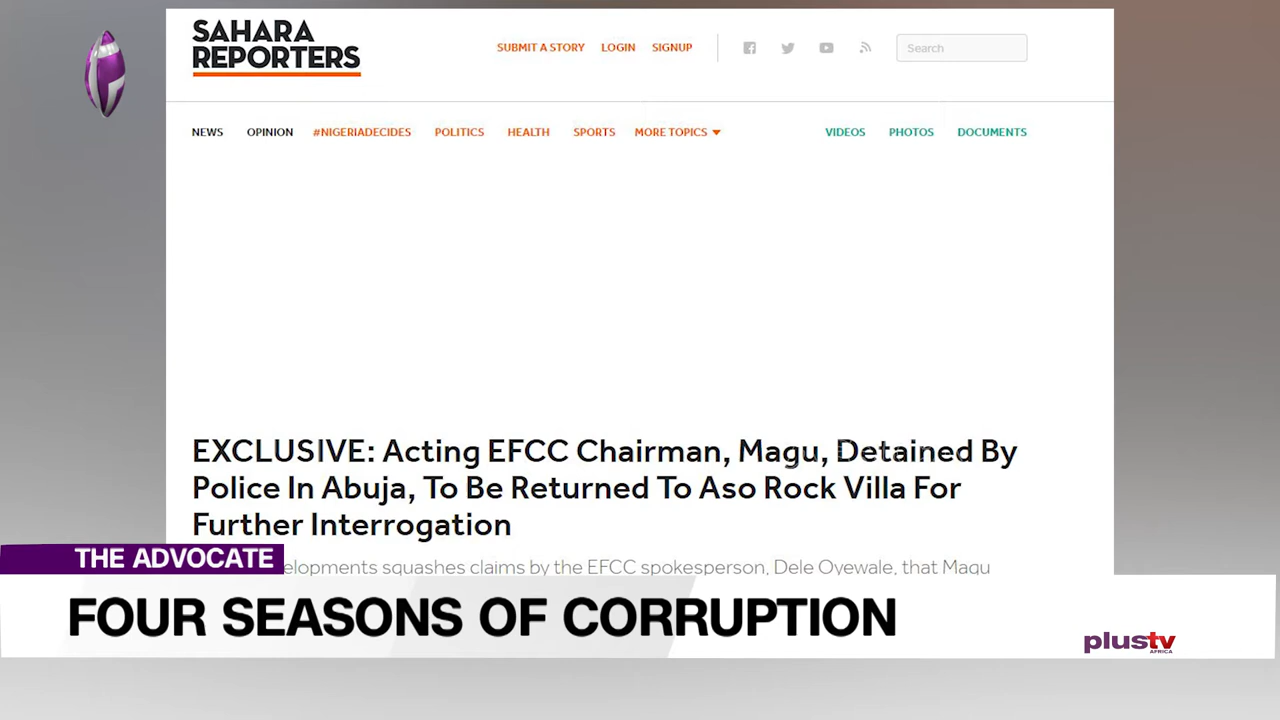 SAHARA
REPORTERS
SUBMIT A STORY LOGIN SIGNUP
Search
NEWS OPINION #NIGERIADECIDES POLITICS HEALTH SPORTS MORE TOPICS VIDEOS PHOTOS DOCUMENTS
EXCLUSIVE: Acting EFCC Chairman, Magu, Detained By
Police In Abuja, To Be Returned To Aso Rock Villa For
Further Interrogation
squashes claims by the EFCC spokesperson, Dele Oyewale, that Magu
THE ADVOCATE
FOUR SEASONS OF CORRUPTION
plustv
AFRICA